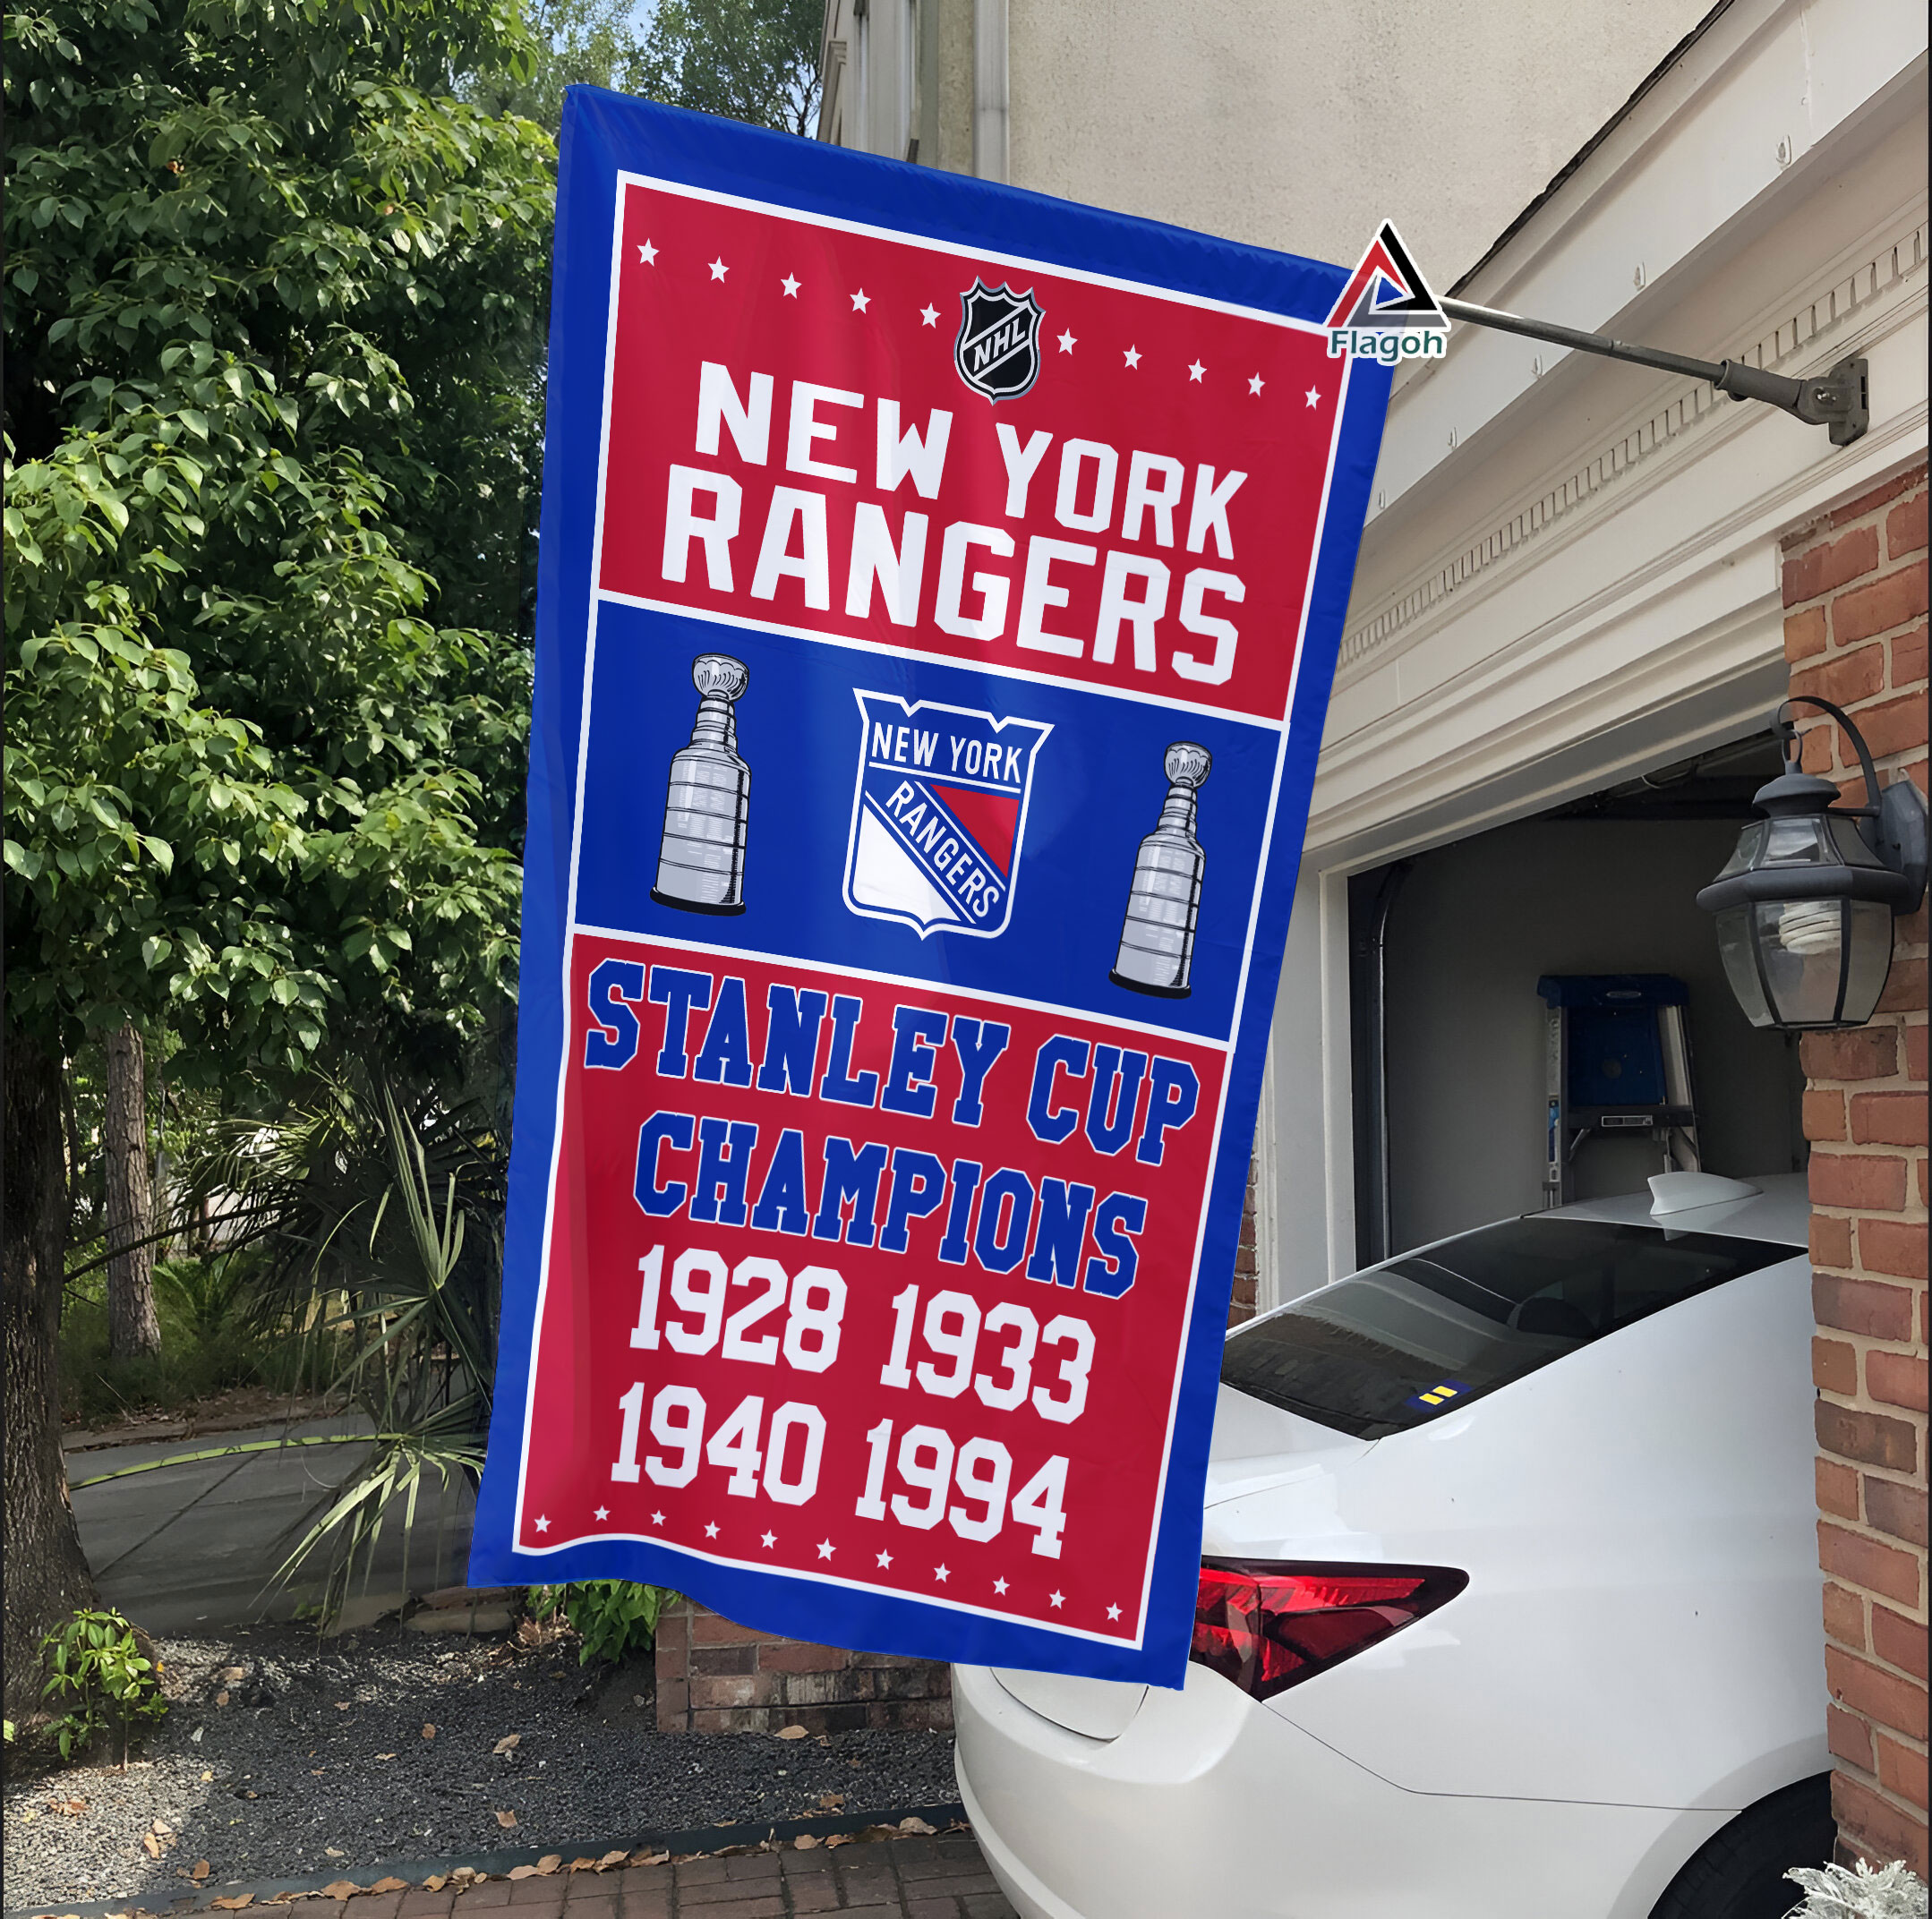 Flagoh
NHL
NEW YORK
RANGERS
NEW YORK
RANGERS
STANLEY CUP
CHAMPIONS
1928 1933
1940 1994